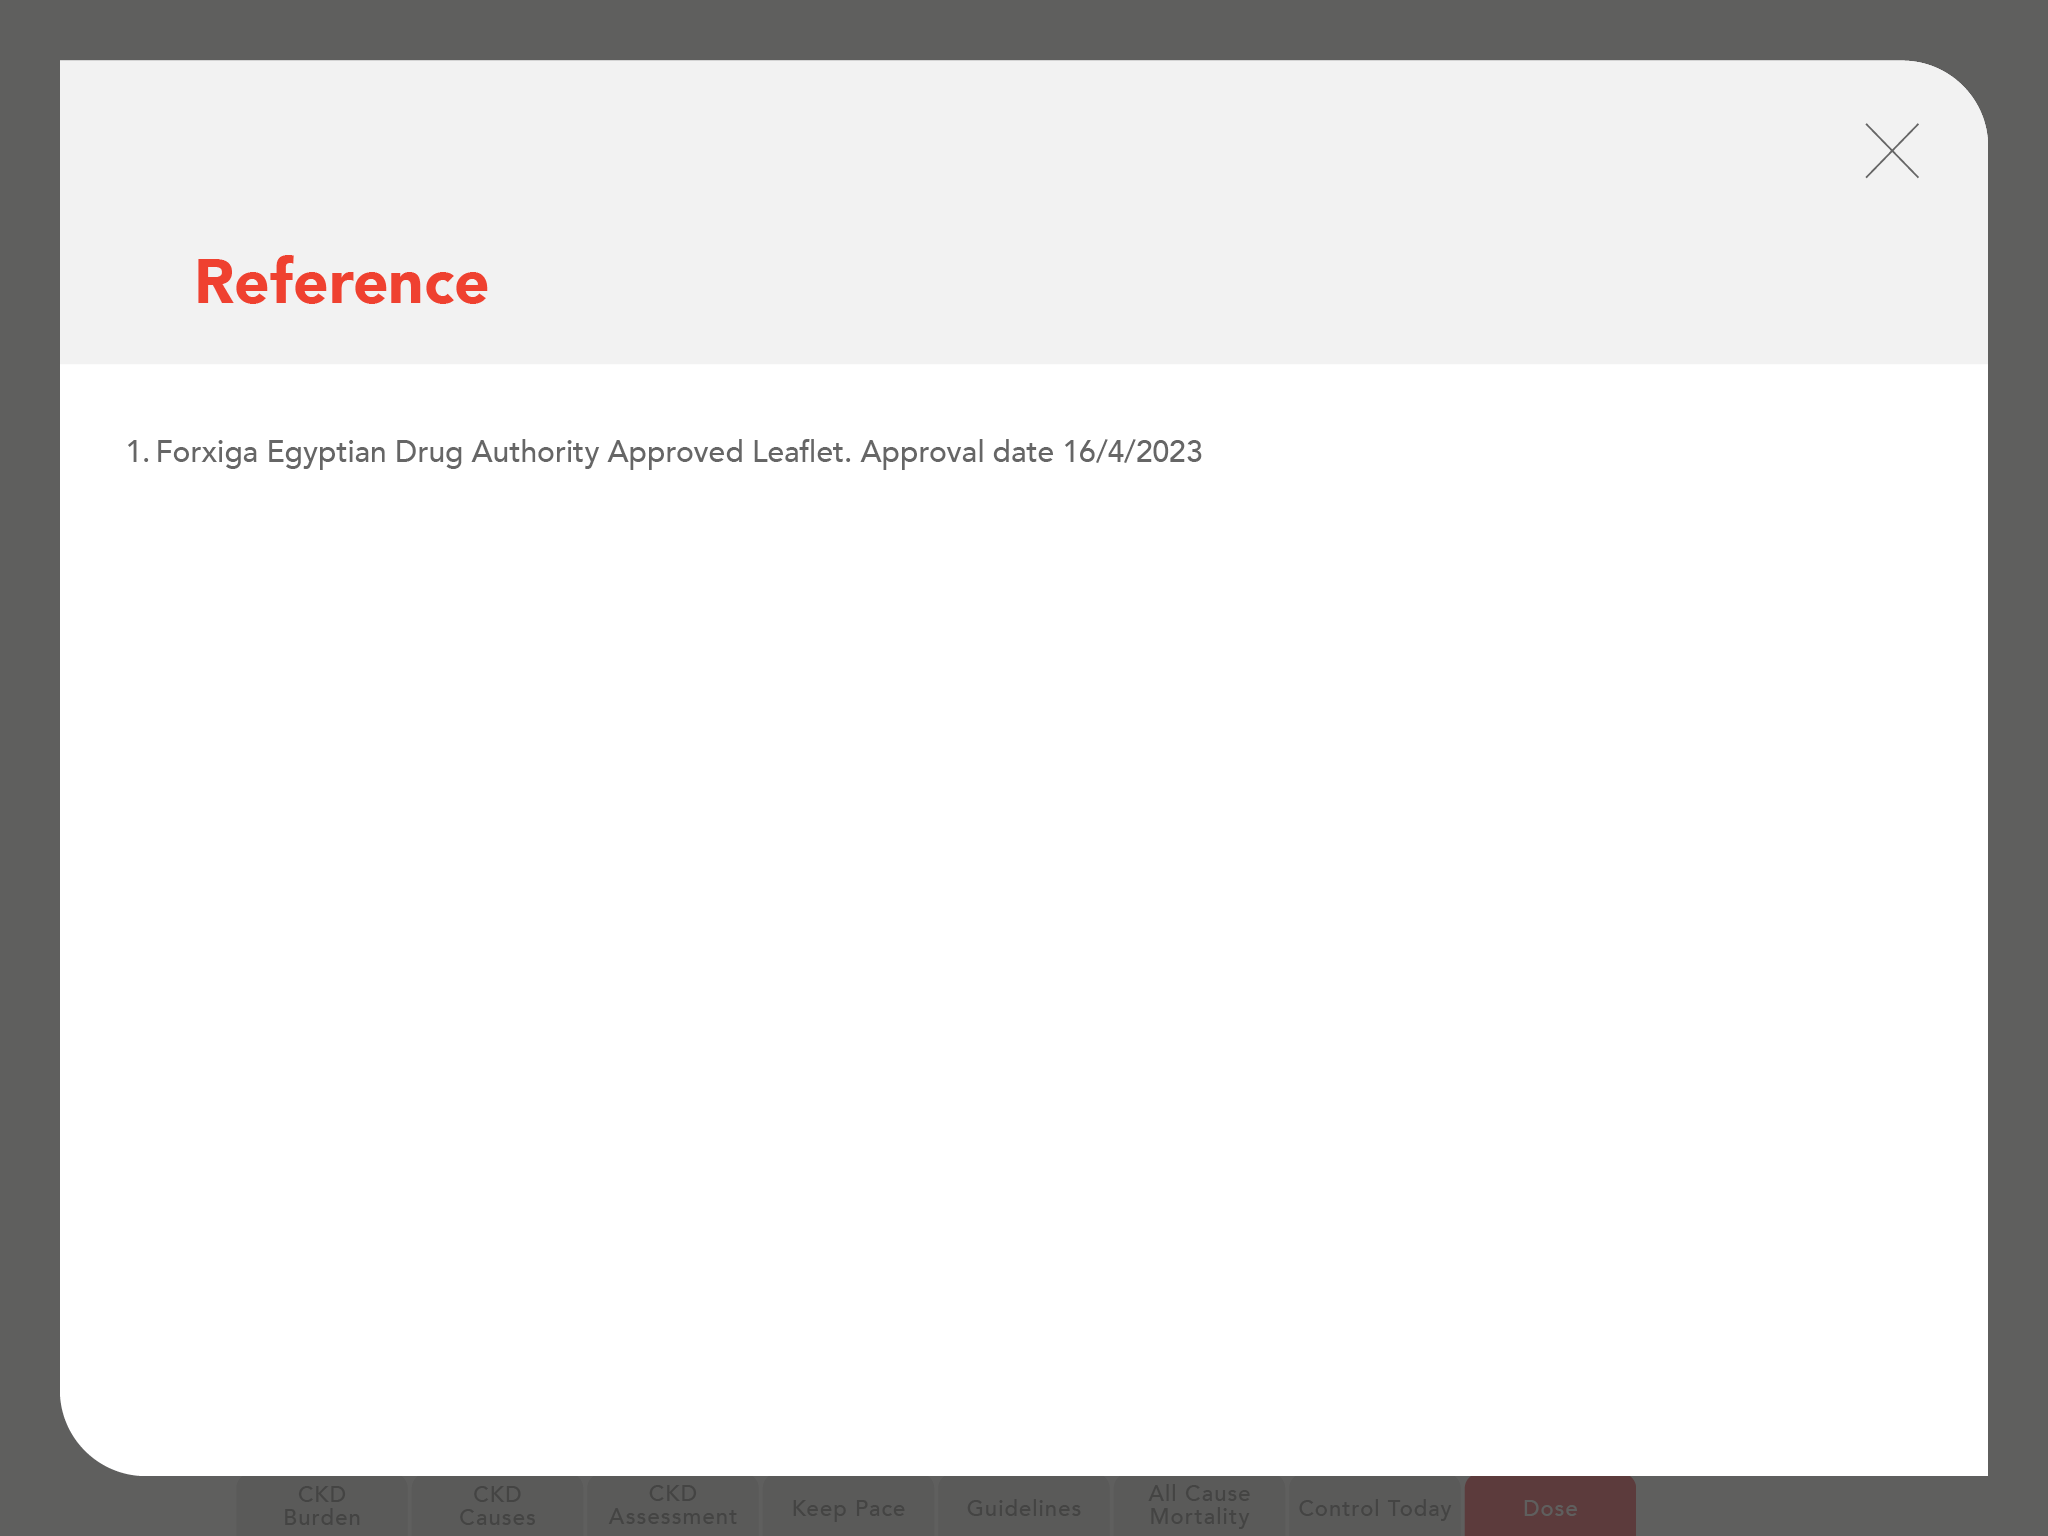 Reference
1. Forxiga Egyptian Drug Authority Approved Leaflet. Approval date 16/4/2023
CKD
Burden
CKD
Causes
CKD
Assessment
Keep Pace
Guidelines
All Cause
Mortality
Control Today
Dose